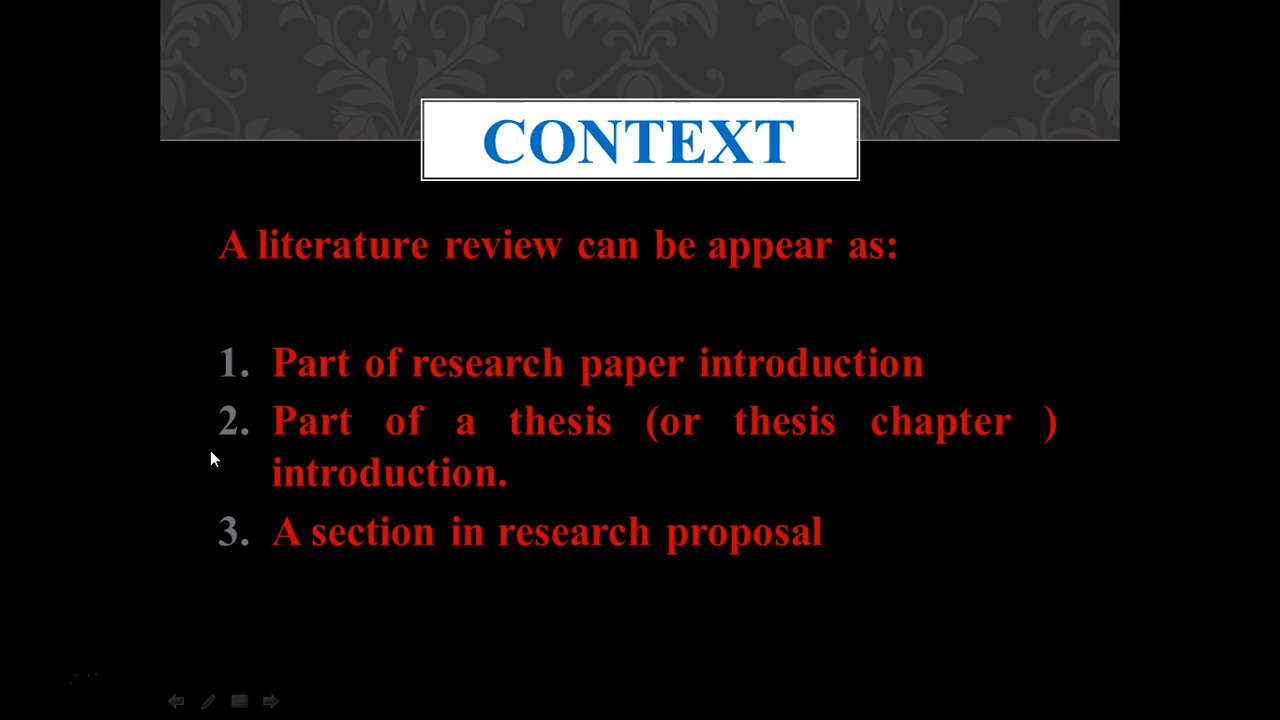 CONTEXT
A literature review can be appear as:
1. Part of research paper introduction
2. Part of a thesis (or thesis chapter )
introduction.
3. A section in research proposal